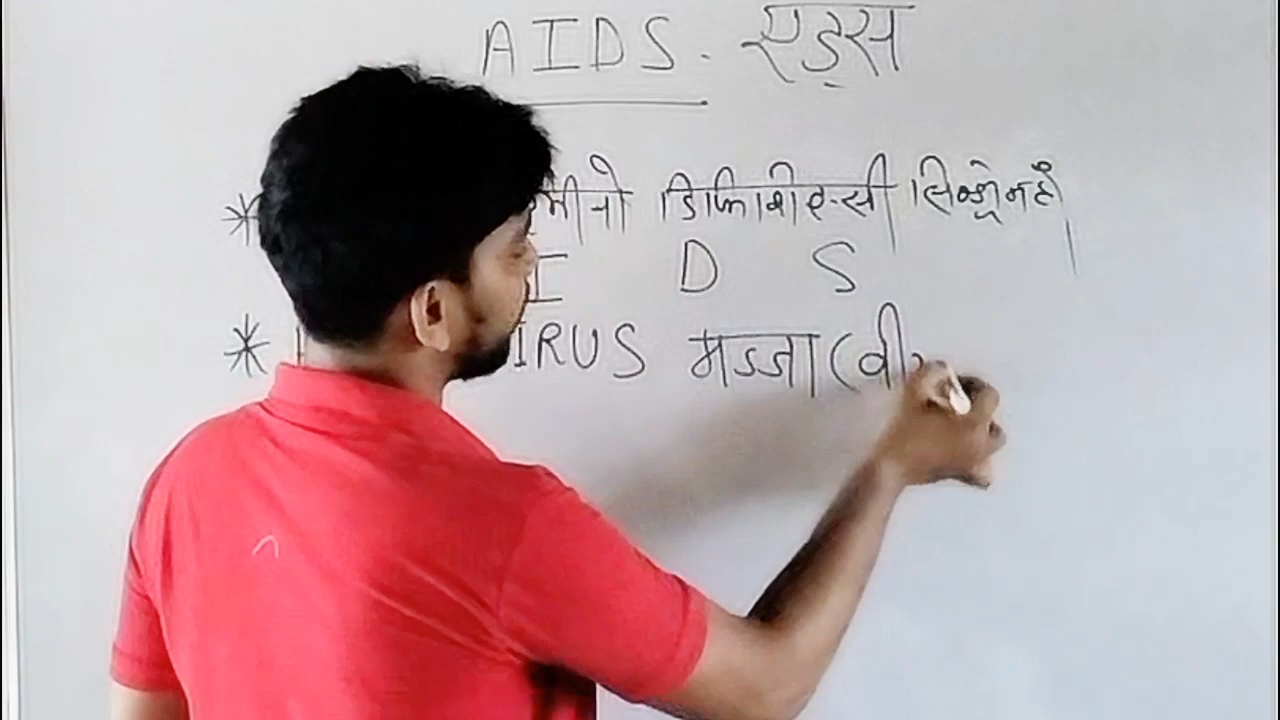 AIDS - एड्स
* मीनो डिफिशीएन्सी सिन्ड्रोम है।
I D S
* IRUS मज्जा (वी